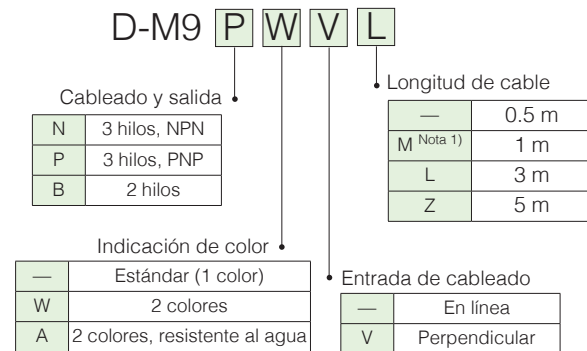 D-M9 P W V L
Cableado y salida
N 3 hilos, NPN
P 3 hilos, PNP
B 2 hilos
Longitud de cable
— 0.5 m
M Nota 1) 1 m
L 3 m
Z 5 m
Indicación de color
— Estándar (1 color)
W 2 colores
A 2 colores, resistente al agua
Entrada de cableado
— En línea
V Perpendicular